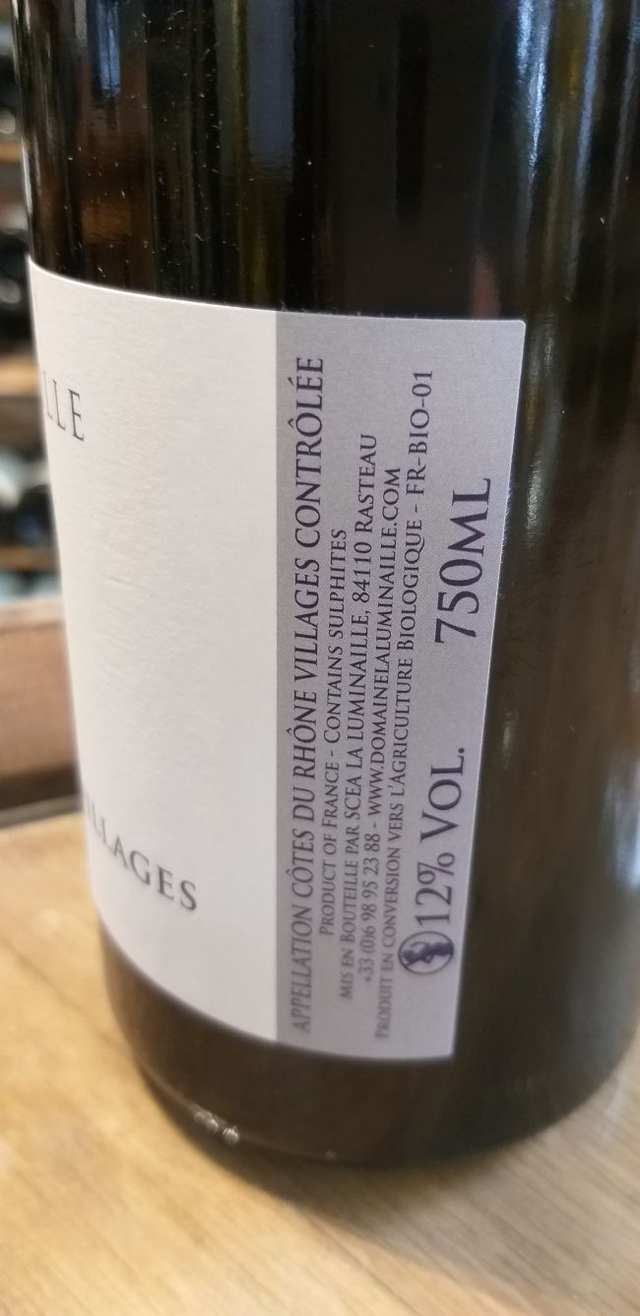 LLE
VILLAGES
APPELLATION CÔTES DU RHÔNE VILLAGES CONTRÔLÉE
PRODUCT OF FRANCE - CONTAINS SULPHITES
MIS EN BOUTEILLE PAR SCEA LA LUMINAILLE, 84110 RASTEAU
+33 (0)6 98 95 23 88 - WWW.DOMAINELALUMINAILLE.COM
PRODUIT EN CONVERSION VERS L'AGRICULTURE BIOLOGIQUE - FR-BIO-01
12% VOL. 750ML